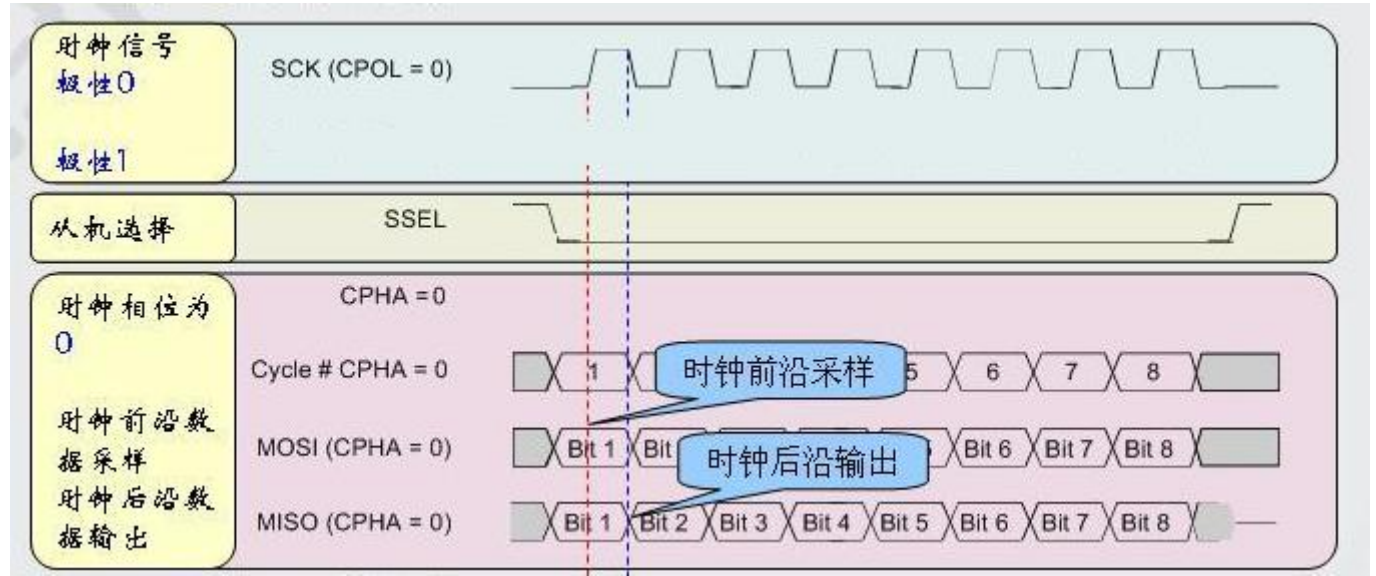 时钟信号
极性0
极性1
SCK (CPOL = 0)
从机选择
SSEL
时钟相位为
0
时钟前沿数
据采样
时钟后沿数
据输出
CPHA =0
Cycle # CPHA = 0
1
5
6
7
8
时钟前沿采样
MOSI (CPHA = 0)
Bit 1
Bit
Bit 6
Bit 7
Bit 8
时钟后沿输出
MISO (CPHA = 0)
Bit 1
Bit 2
Bit 3
Bit 4
Bit 5
Bit 6
Bit 7
Bit 8